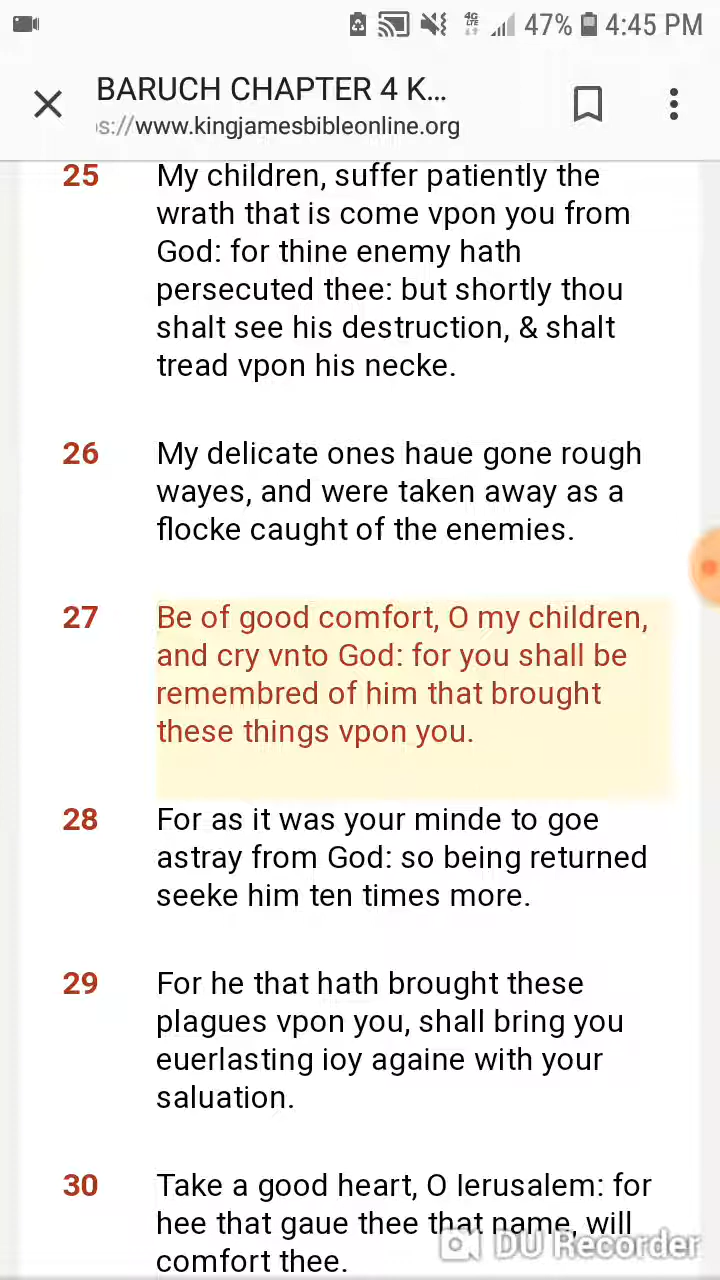 4G LTE 47% 4:45 PM
BARUCH CHAPTER 4 K...
s://www.kingjamesbibleonline.org
25 My children, suffer patiently the
wrath that is come vpon you from
God: for thine enemy hath
persecuted thee: but shortly thou
shalt see his destruction, & shalt
tread vpon his necke.
26 My delicate ones haue gone rough
wayes, and were taken away as a
flocke caught of the enemies.
27 Be of good comfort, O my children,
and cry vnto God: for you shall be
remembred of him that brought
these things vpon you.
28 For as it was your minde to goe
astray from God: so being returned
seeke him ten times more.
29 For he that hath brought these
plagues vpon you, shall bring you
euerlasting ioy againe with your
saluation.
30 Take a good heart, O Ierusalem: for
hee that gaue thee that name, will
comfort thee.
DU Recorder